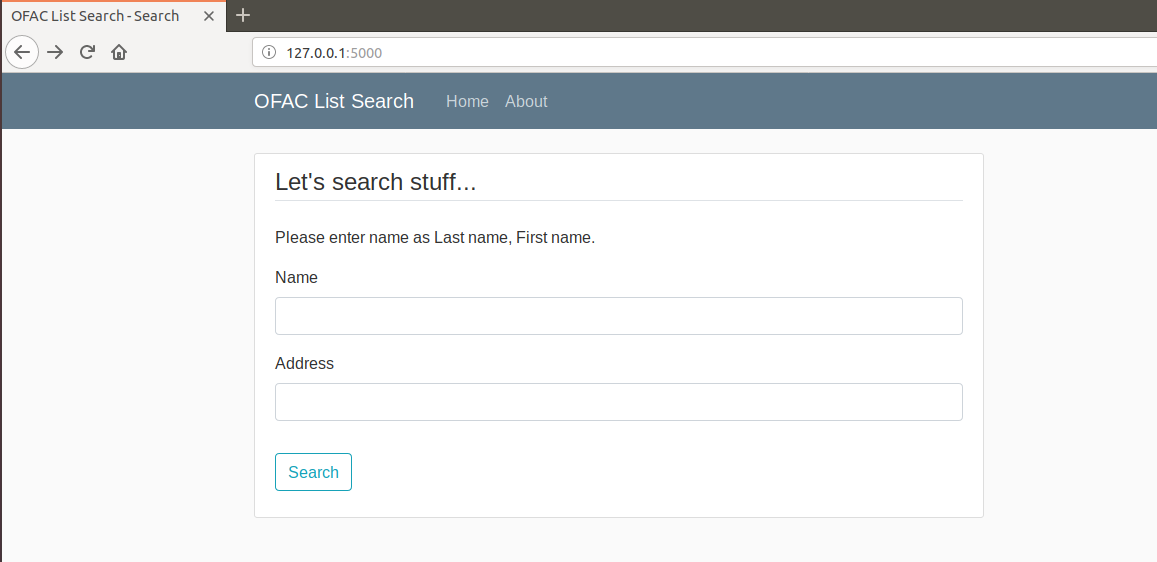 OFAC List Search - Search
127.0.0.1:5000
OFAC List Search Home About
Let's search stuff...
Please enter name as Last name, First name.
Name
Address
Search